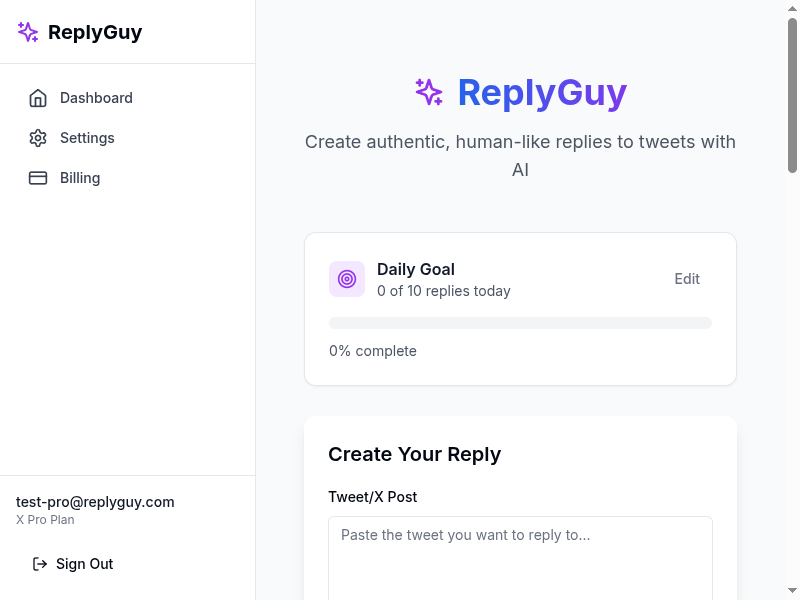 ReplyGuy
Dashboard
Settings
Billing
test-pro@replyguy.com
X Pro Plan
Sign Out
ReplyGuy
Create authentic, human-like replies to tweets with
AI
Daily Goal
0 of 10 replies today
Edit
0% complete
Create Your Reply
Tweet/X Post
Paste the tweet you want to reply to...